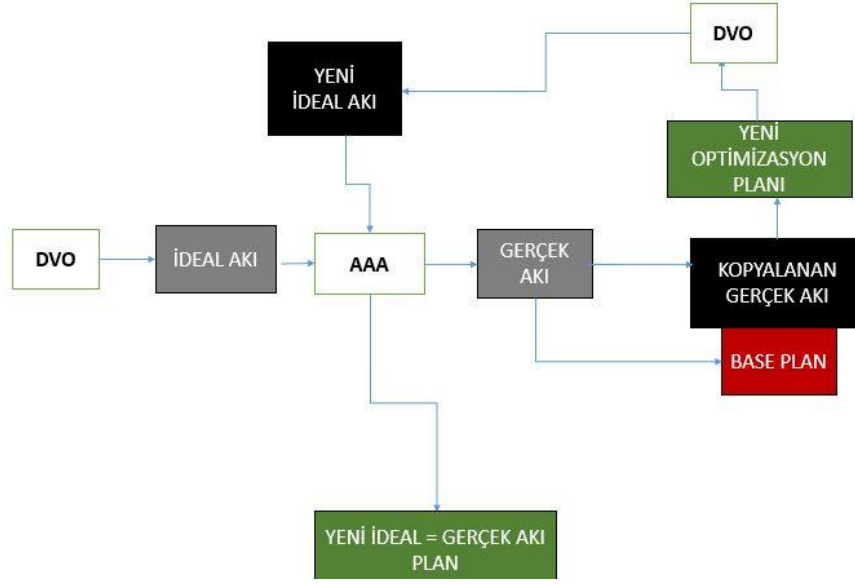 DVO
YENİ
İDEAL AKI
YENİ
OPTİMİZASYON
PLANI
DVO
İDEAL AKI
AAA
GERÇEK
AKI
KOPYALANAN
GERÇEK AKI
BASE PLAN
YENİ İDEAL = GERÇEK AKI
PLAN